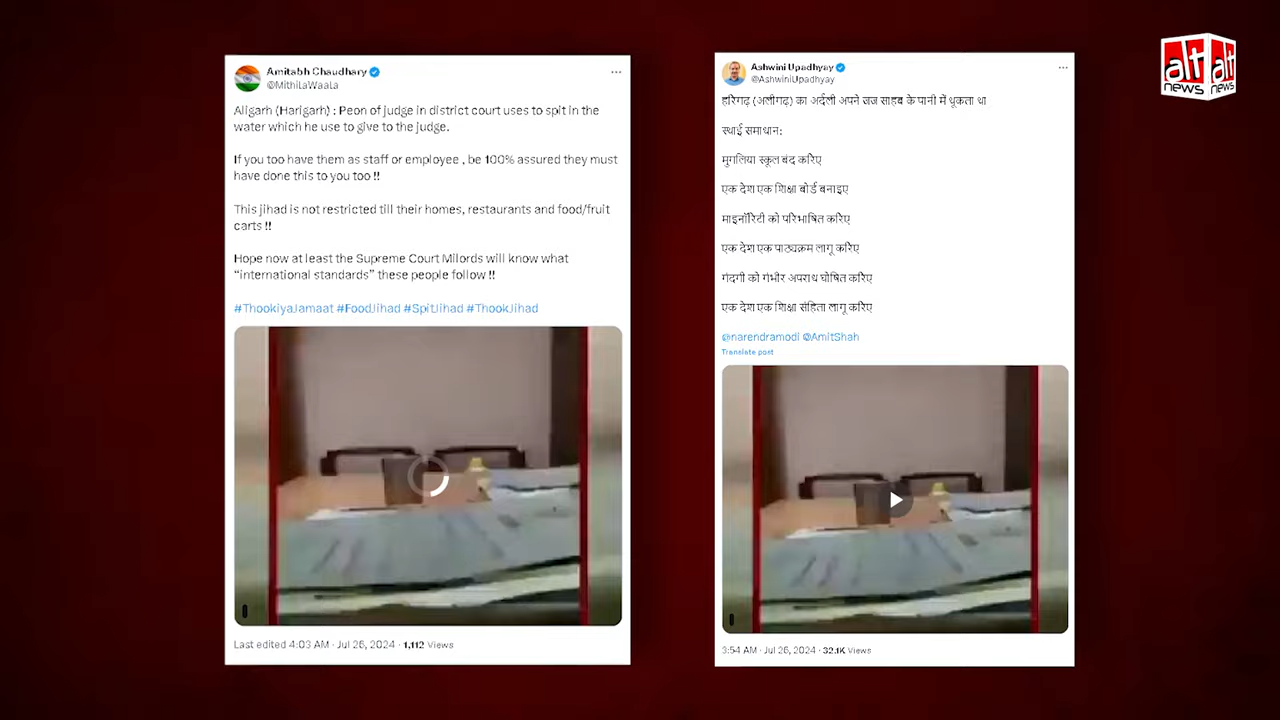 Amitabh Chaudhary
@MithilaWaala
Aligarh (Harigarh) : Peon of judge in district court uses to spit in the
water which he use to give to the judge.
If you too have them as staff or employee , be 100% assured they must
have done this to you too !!
This jihad is not restricted till their homes, restaurants and food/fruit
carts !!
Hope now at least the Supreme Court Milords will know what
“international standards” these people follow !!
#ThookiyaJamaat #FoodJihad #SpitJihad #ThookJihad
Last edited 4:03 AM · Jul 26, 2024 · 1,112 Views
Ashwini Upadhyay
@AshwiniUpadhyay
हरिगढ़ (अलीगढ़) का अर्दली अपने जज साहब के पानी में थूकता था
स्थाई समाधान:
मुगलिया स्कूल बंद करिए
एक देश एक शिक्षा बोर्ड बनाइए
माइनॉरिटी को परिभाषित करिए
एक देश एक पाठ्यक्रम लागू करिए
गंदगी को गंभीर अपराध घोषित करिए
एक देश एक शिक्षा संहिता लागू करिए
@narendramodi @AmitShah
Translate post
3:54 AM · Jul 26, 2024 · 32.1K Views
alt alt
news news